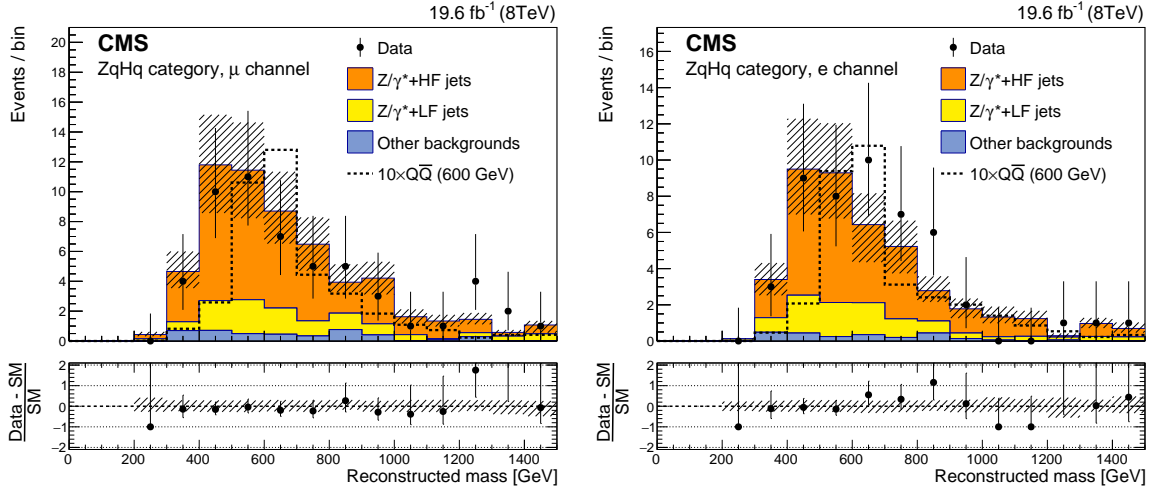 19.6 fb⁻¹ (8TeV)
CMS
ZqHq category, μ channel
Data
Z/γ*+HF jets
Z/γ*+LF jets
Other backgrounds
10×QQ̅ (600 GeV)
Events / bin
20
18
16
14
12
10
8
6
4
2
0
Data - SM
SM
2
1
0
−1
−2
0 200 400 600 800 1000 1200 1400
Reconstructed mass [GeV]
19.6 fb⁻¹ (8TeV)
CMS
ZqHq category, e channel
Data
Z/γ*+HF jets
Z/γ*+LF jets
Other backgrounds
10×QQ̅ (600 GeV)
Events / bin
16
14
12
10
8
6
4
2
0
Data - SM
SM
2
1
0
−1
−2
0 200 400 600 800 1000 1200 1400
Reconstructed mass [GeV]